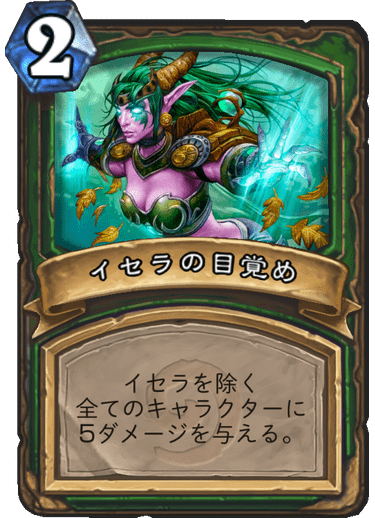 2
イセラの目覚め
イセラを除く
全てのキャラクターに
5ダメージを与える。